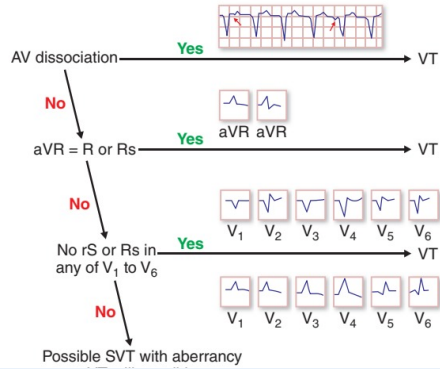 Yes
AV dissociation
VT
No
Yes
aVR aVR
aVR = R or Rs
VT
No
Yes
V1 V2 V3 V4 V5 V6
No rS or Rs in
any of V1 to V6
VT
V1 V2 V3 V4 V5 V6
No
Possible SVT with aberrancy